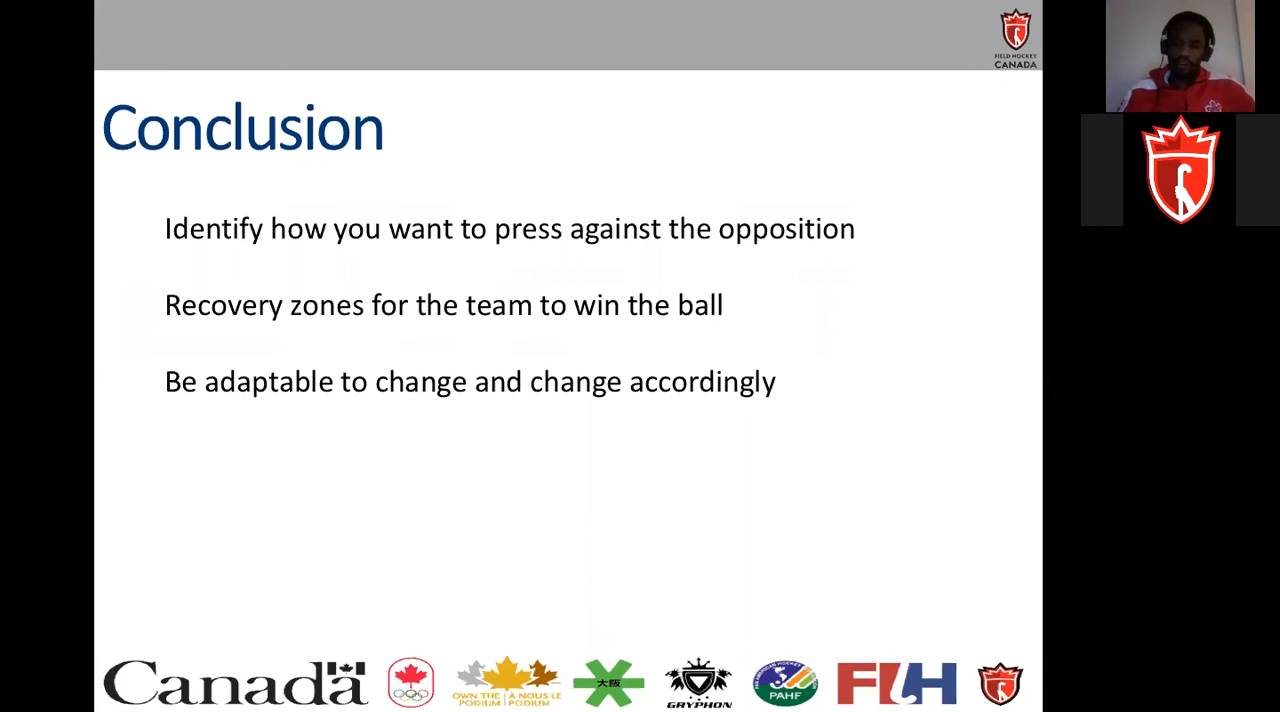 FIELD HOCKEY
CANADA
Conclusion
Identify how you want to press against the opposition
Recovery zones for the team to win the ball
Be adaptable to change and change accordingly
Canada
OWN THE PODIUM
À NOUS LE PODIUM
大阪
GRYPHON
PAHF
FIH